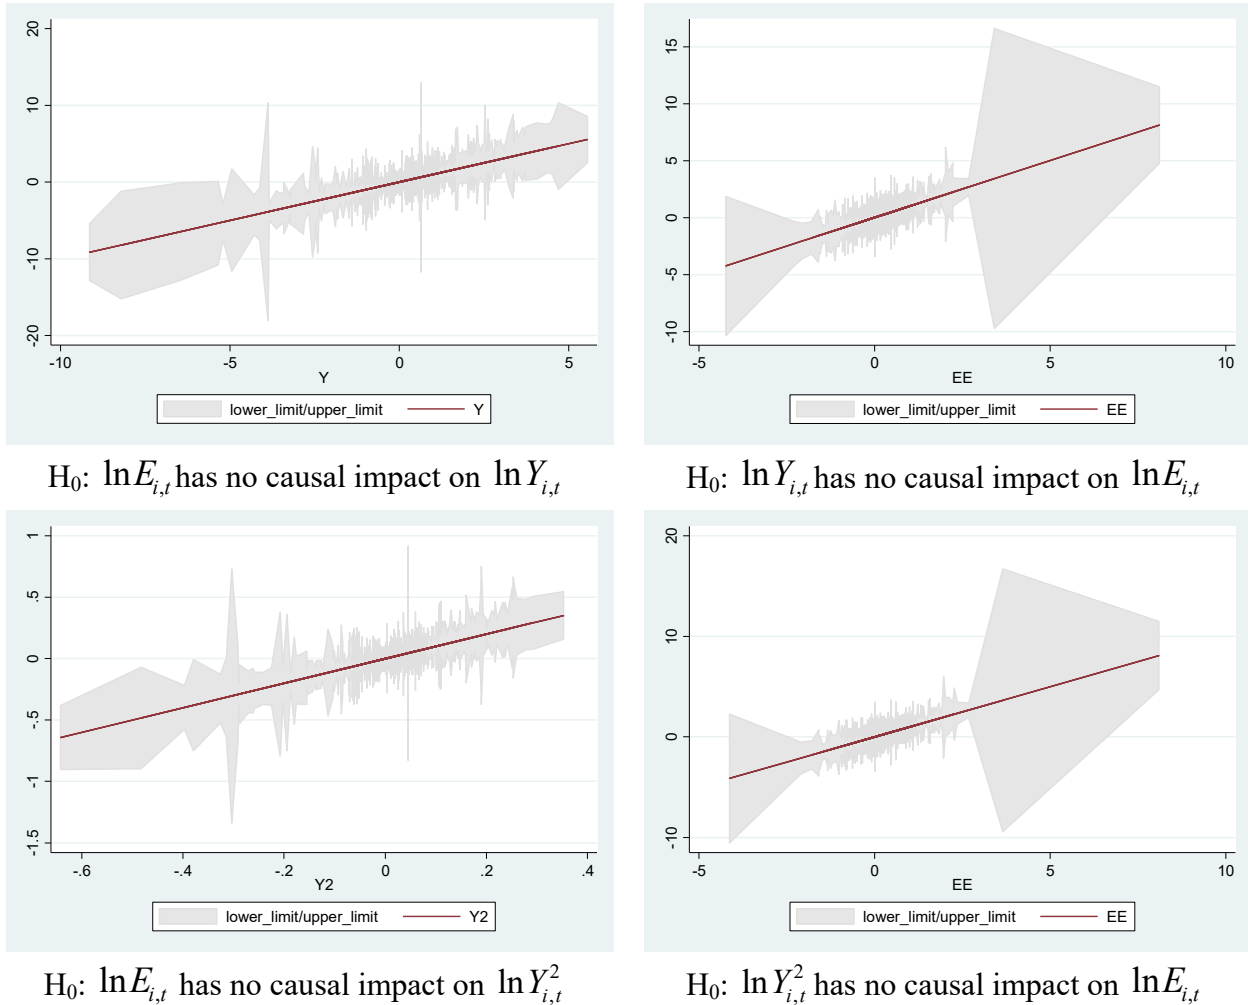 20
10
0
-10
-20
-10
-5
0
5
Y
lower_limit/upper_limit
Y
15
10
5
0
-5
-10
-5
0
5
10
EE
lower_limit/upper_limit
EE
H₀: ln E_{i,t} has no causal impact on ln Y_{i,t}
H₀: ln Y_{i,t} has no causal impact on ln E_{i,t}
1
.5
0
-.5
-1
-1.5
-.6
-.4
-.2
0
.2
.4
Y2
lower_limit/upper_limit
Y2
20
10
0
-10
-5
0
5
10
EE
lower_limit/upper_limit
EE
H₀: ln E_{i,t} has no causal impact on ln Y²_{i,t}
H₀: ln Y²_{i,t} has no causal impact on ln E_{i,t}